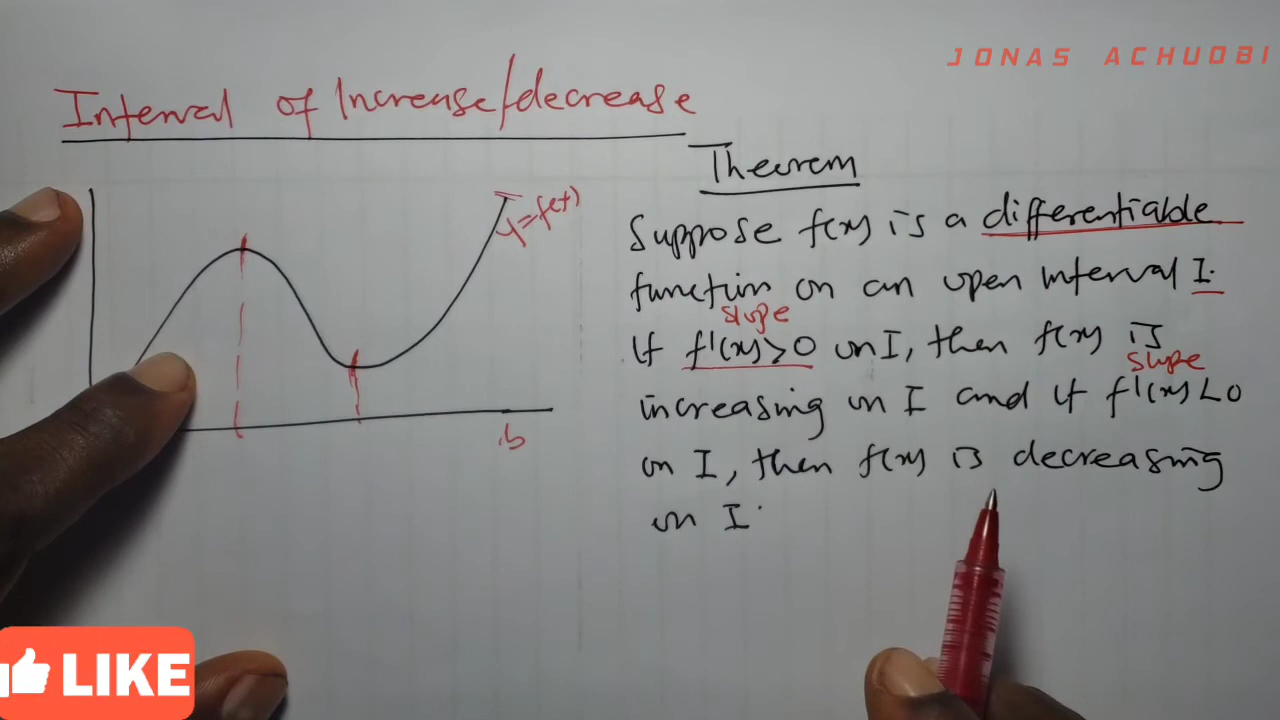 JONAS ACHUOBI
Interval of Increase/decrease
Theorem
y=f(x)
Suppose f(x) is a differentiable
function on an open interval I.
slope
If f'(x)>0 on I, then f(x) is
slope
increasing on I and if f'(x)<0
on I, then f(x) is decreasing
on I.
b
LIKE